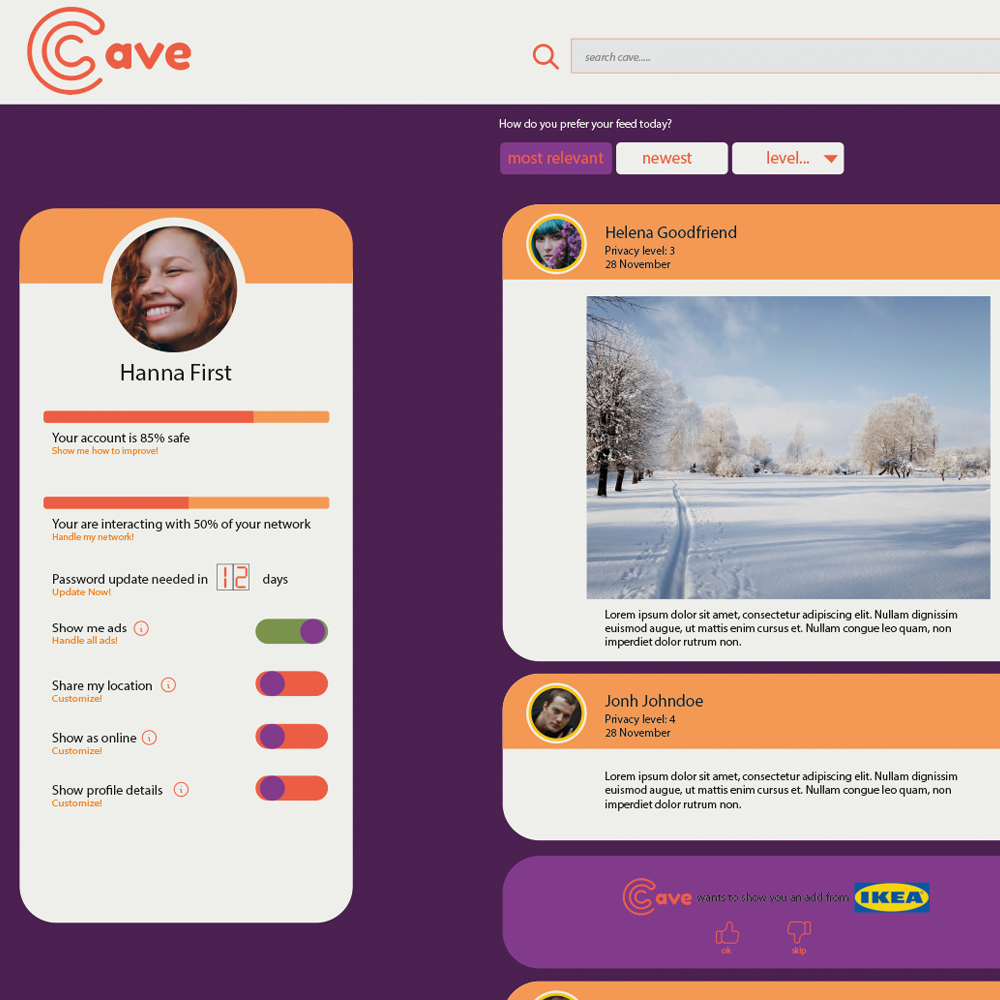 Cave
search cave.....
How do you prefer your feed today?
most relevant
newest
level...
Hanna First
Your account is 85% safe
Show me how to improve!
Your are interacting with 50% of your network
Handle my network!
Password update needed in 12 days
Update Now!
Show me ads
Handle all ads!
Share my location
Customize!
Show as online
Customize!
Show profile details
Customize!
Helena Goodfriend
Privacy level: 3
28 November
Lorem ipsum dolor sit amet, consectetur adipiscing elit. Nullam dignissim
euismod augue, ut mattis enim cursus et. Nullam congue leo quam, non
imperdiet dolor rutrum non.
Jonh Johndoe
Privacy level: 4
28 November
Lorem ipsum dolor sit amet, consectetur adipiscing elit. Nullam dignissim
euismod augue, ut mattis enim cursus et. Nullam congue leo quam, non
imperdiet dolor rutrum non.
Cave wants to show you an add from IKEA
ok
skip